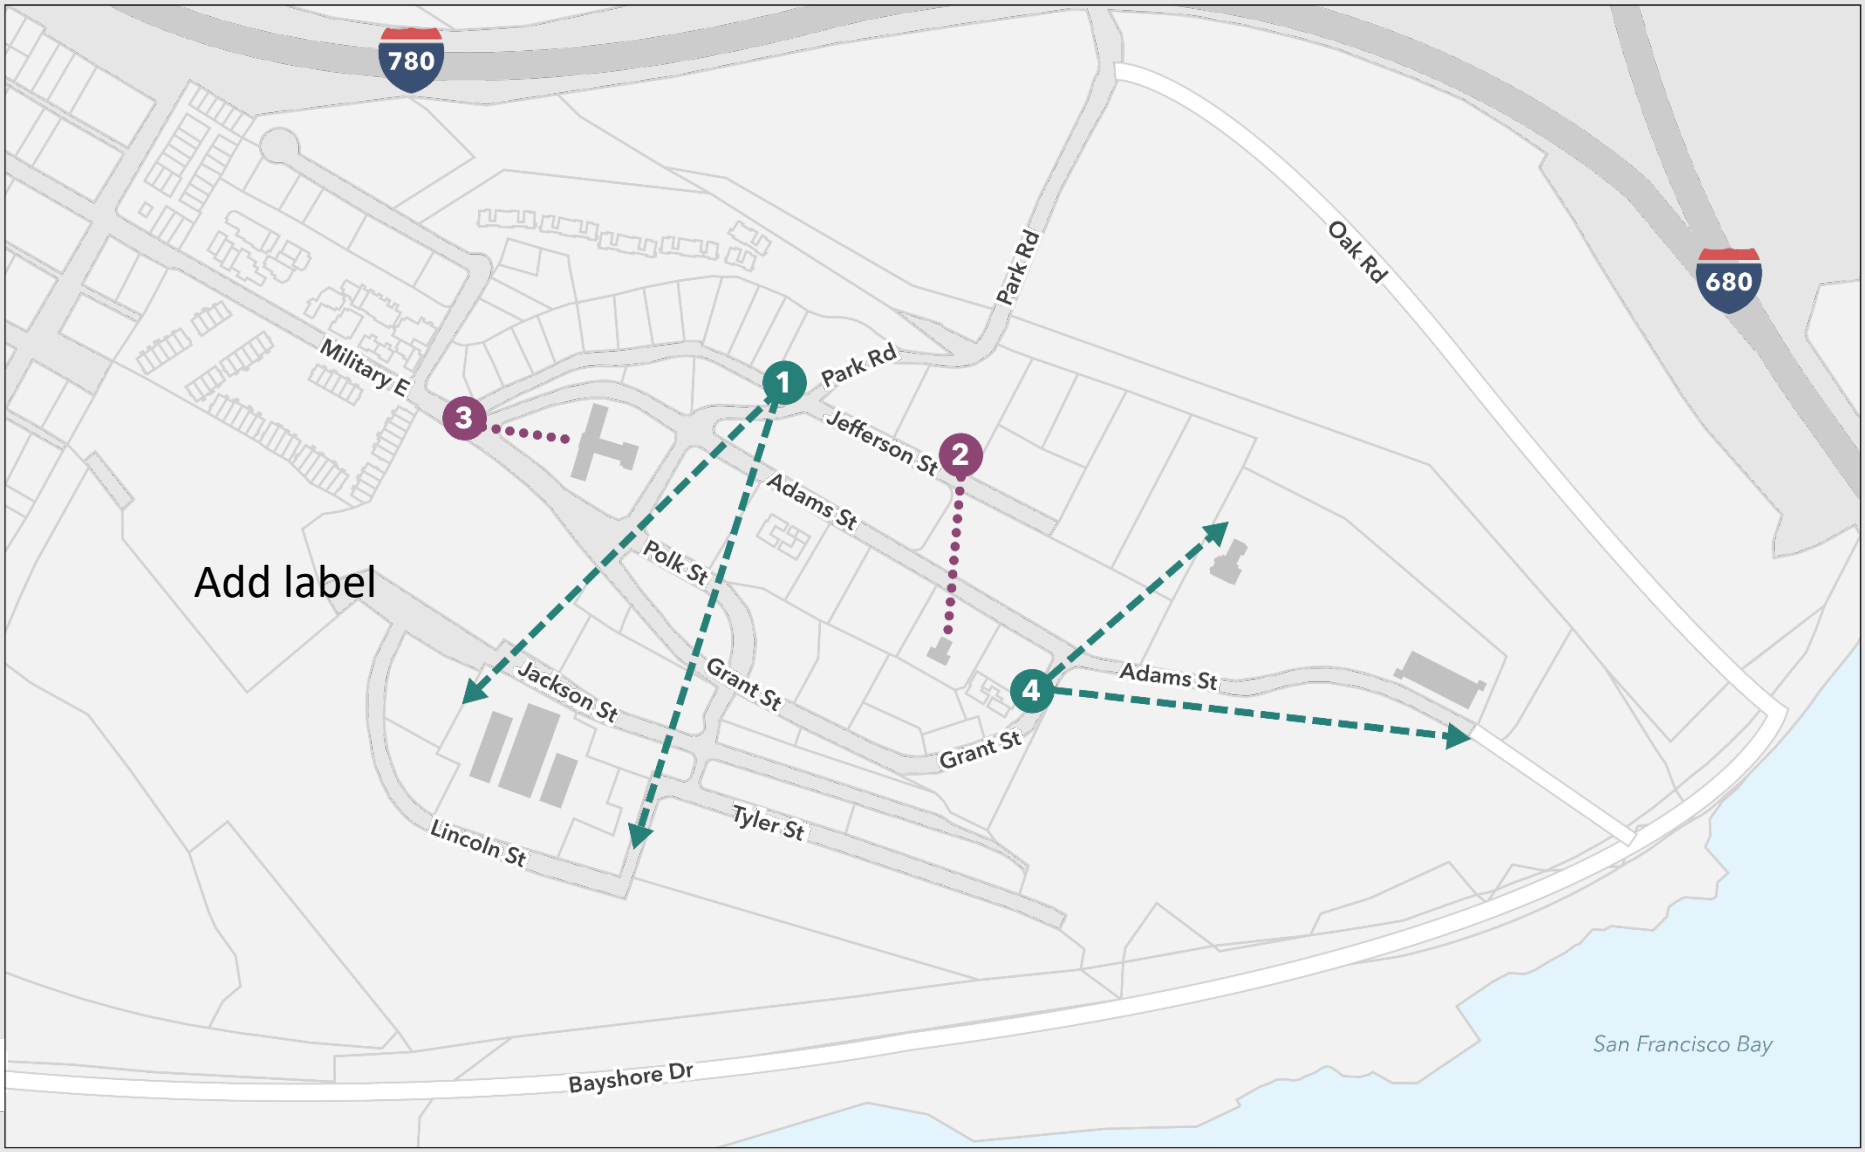 780
680
Oak Rd
Park Rd
Military E
1
Park Rd
3
Jefferson St
2
Adams St
Polk St
Add label
Grant St
Jackson St
4
Adams St
Grant St
Tyler St
Lincoln St
San Francisco Bay
Bayshore Dr